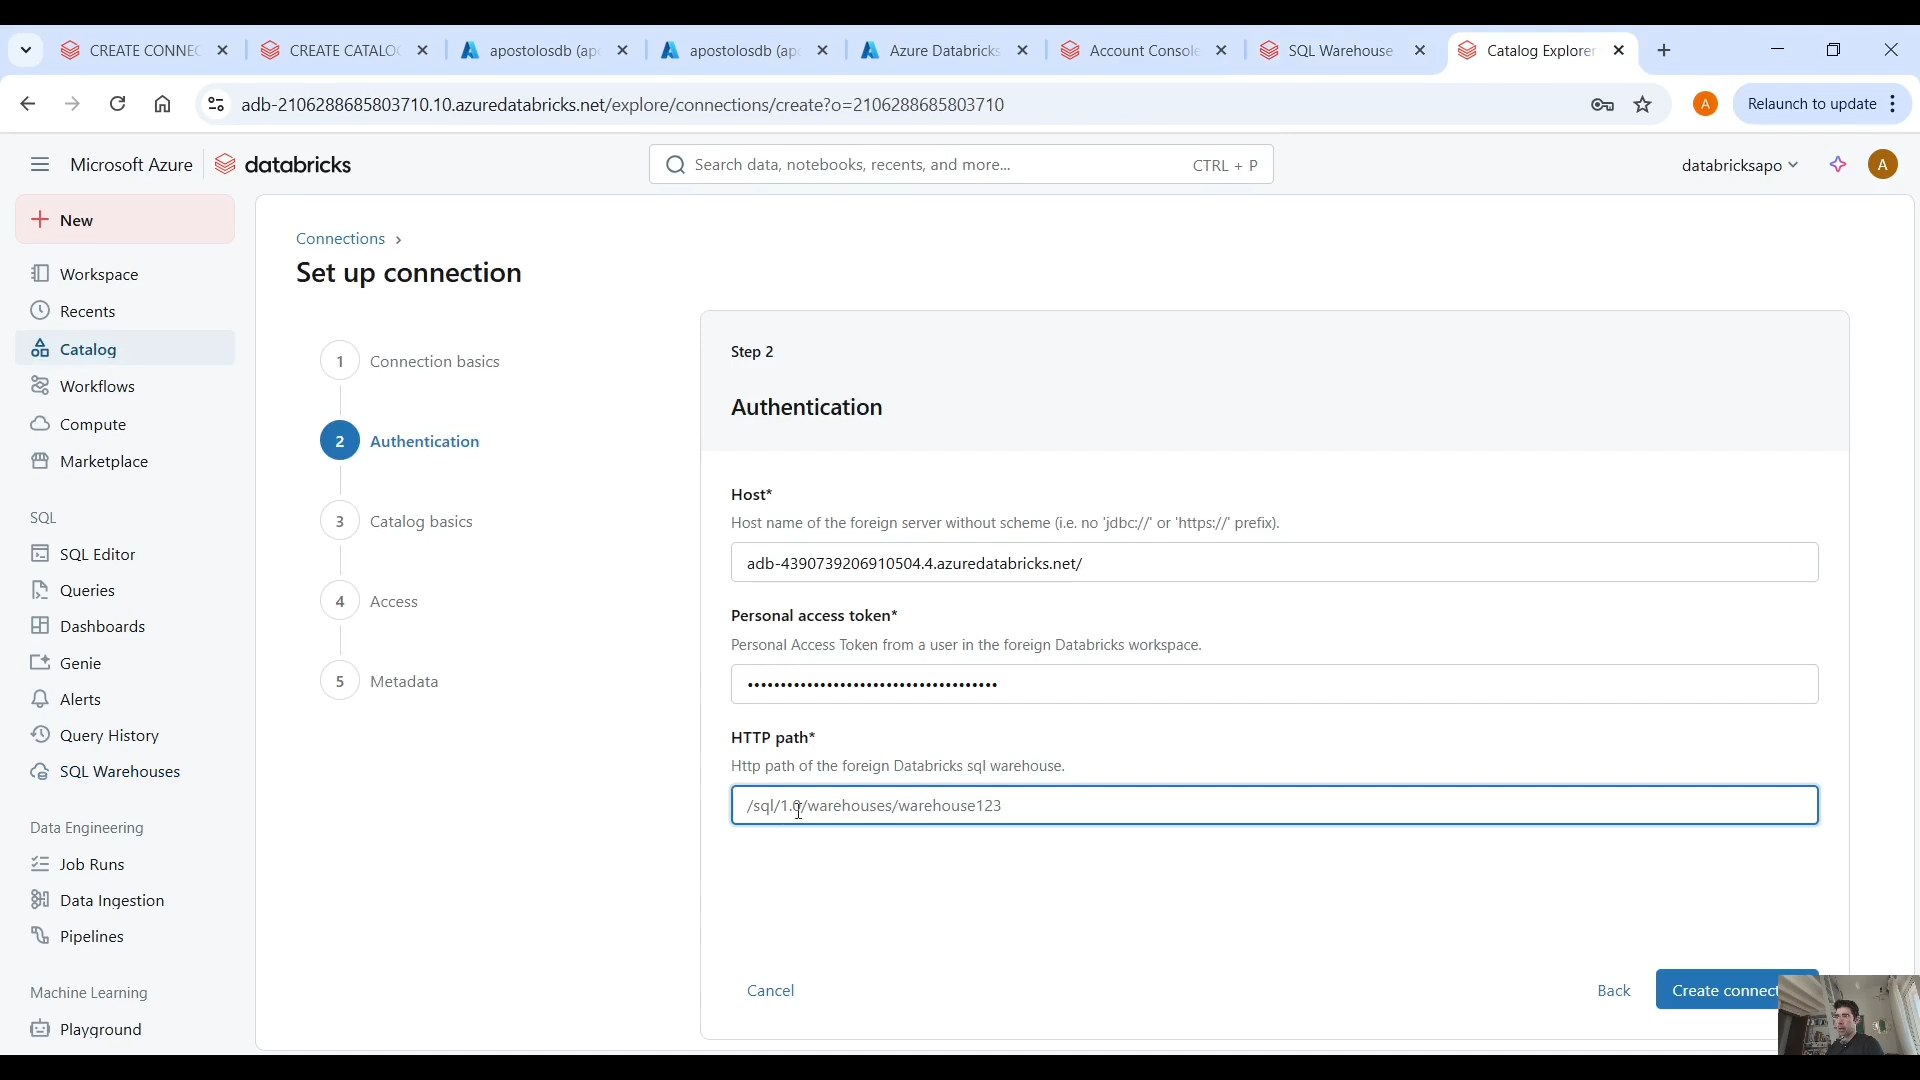 CREATE CONNEC
CREATE CATALO
apostolosdb (ap
apostolosdb (ap
Azure Databricks
Account Console
SQL Warehouse
Catalog Explorer
adb-2106288685803710.10.azuredatabricks.net/explore/connections/create?o=2106288685803710
A
Relaunch to update
Microsoft Azure
databricks
Search data, notebooks, recents, and more...
CTRL + P
databricksapo
A
New
Workspace
Recents
Catalog
Workflows
Compute
Marketplace
SQL
SQL Editor
Queries
Dashboards
Genie
Alerts
Query History
SQL Warehouses
Data Engineering
Job Runs
Data Ingestion
Pipelines
Machine Learning
Playground
Connections ›
Set up connection
1 Connection basics
2 Authentication
3 Catalog basics
4 Access
5 Metadata
Step 2
Authentication
Host*
Host name of the foreign server without scheme (i.e. no 'jdbc://' or 'https://' prefix).
adb-4390739206910504.4.azuredatabricks.net/
Personal access token*
Personal Access Token from a user in the foreign Databricks workspace.
••••••••••••••••••••••••••••••••••••••
HTTP path*
Http path of the foreign Databricks sql warehouse.
/sql/1.0/warehouses/warehouse123
Cancel
Back
Create connect